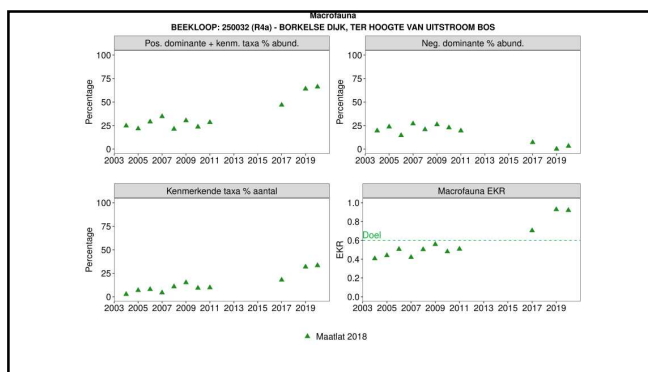 Macrofauna
BEEKLOOP: 250032 (R4a) - BORKELSE DIJK, TER HOOGTE VAN UITSTROOM BOS
Pos. dominante + kenm. taxa % abund.
Percentage
100
75
50
25
0
2003 2005 2007 2009 2011 2013 2015 2017 2019
Neg. dominante % abund.
Percentage
100
75
50
25
0
2003 2005 2007 2009 2011 2013 2015 2017 2019
Kenmerkende taxa % aantal
Percentage
100
75
50
25
0
2003 2005 2007 2009 2011 2013 2015 2017 2019
Macrofauna EKR
EKR
1.0
0.8
Doel
0.6
0.4
0.2
0.0
2003 2005 2007 2009 2011 2013 2015 2017 2019
Maatlat 2018